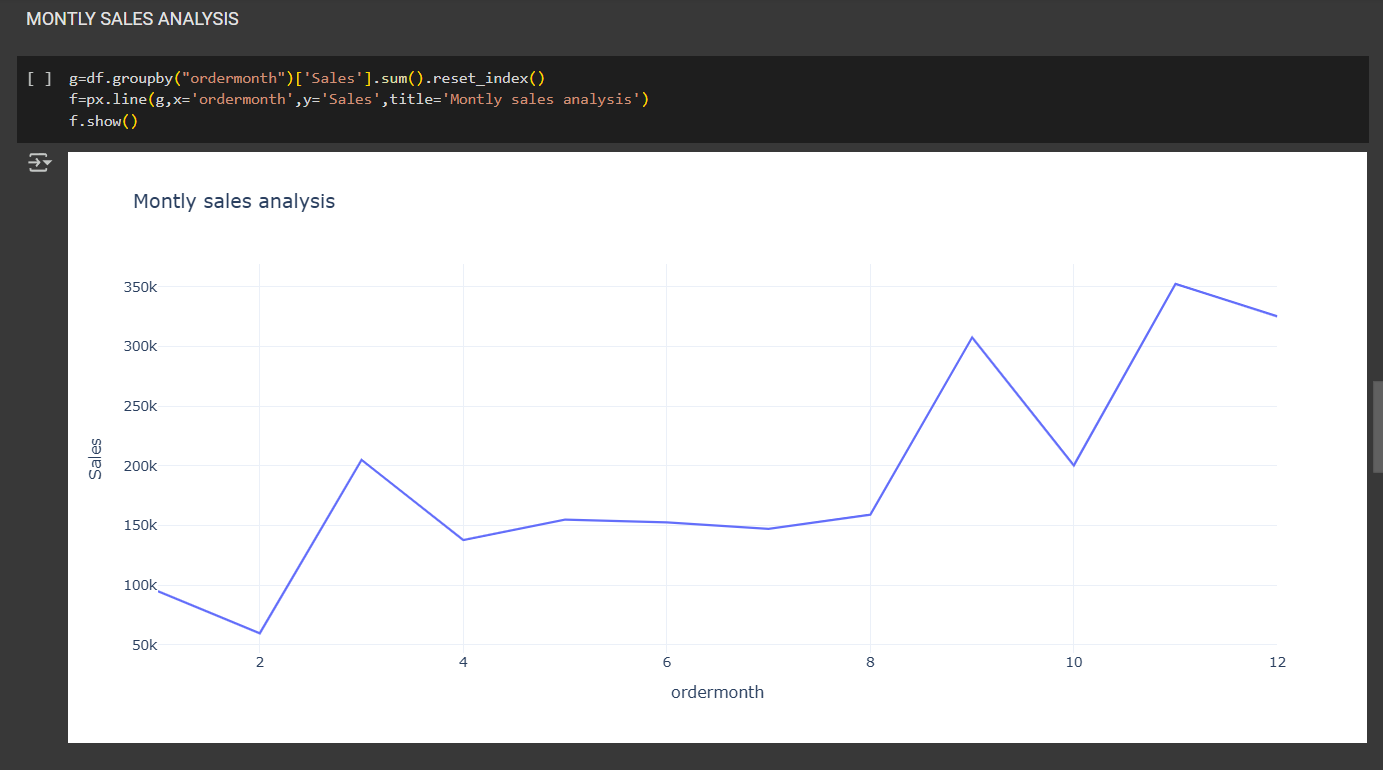 MONTLY SALES ANALYSIS
[ ] g=df.groupby("ordermonth")['Sales'].sum().reset_index()
f=px.line(g,x='ordermonth',y='Sales',title='Montly sales analysis')
f.show()
Montly sales analysis
350k
300k
250k
200k
150k
100k
50k
Sales
2 4 6 8 10 12
ordermonth